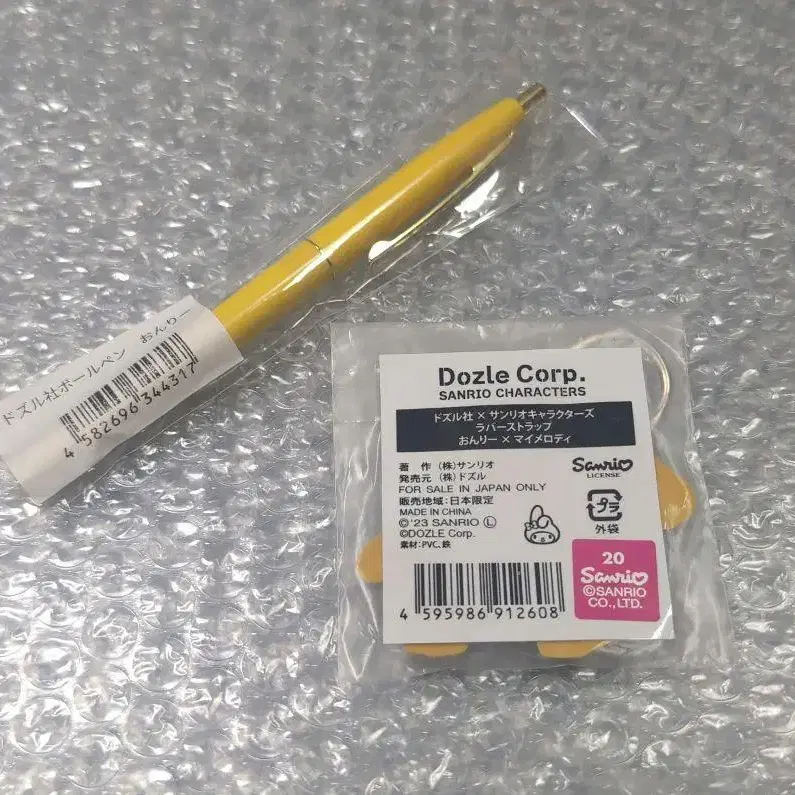 ドズル社ボールペン おんりー
4582696344317
Dozle Corp.
SANRIO CHARACTERS
ドズル社 × サンリオキャラクターズ
ラバーストラップ
おんりー × マイメロディ
著 作 (株)サンリオ
発売元 (株)ドズル
FOR SALE IN JAPAN ONLY
販売地域:日本限定
MADE IN CHINA
©'23 SANRIO Ⓛ
©DOZLE Corp.
素材:PVC、鉄
Sanrio
LICENSE
プラ
外袋
4 595986 912608
20
Sanrio
©SANRIO
CO., LTD.